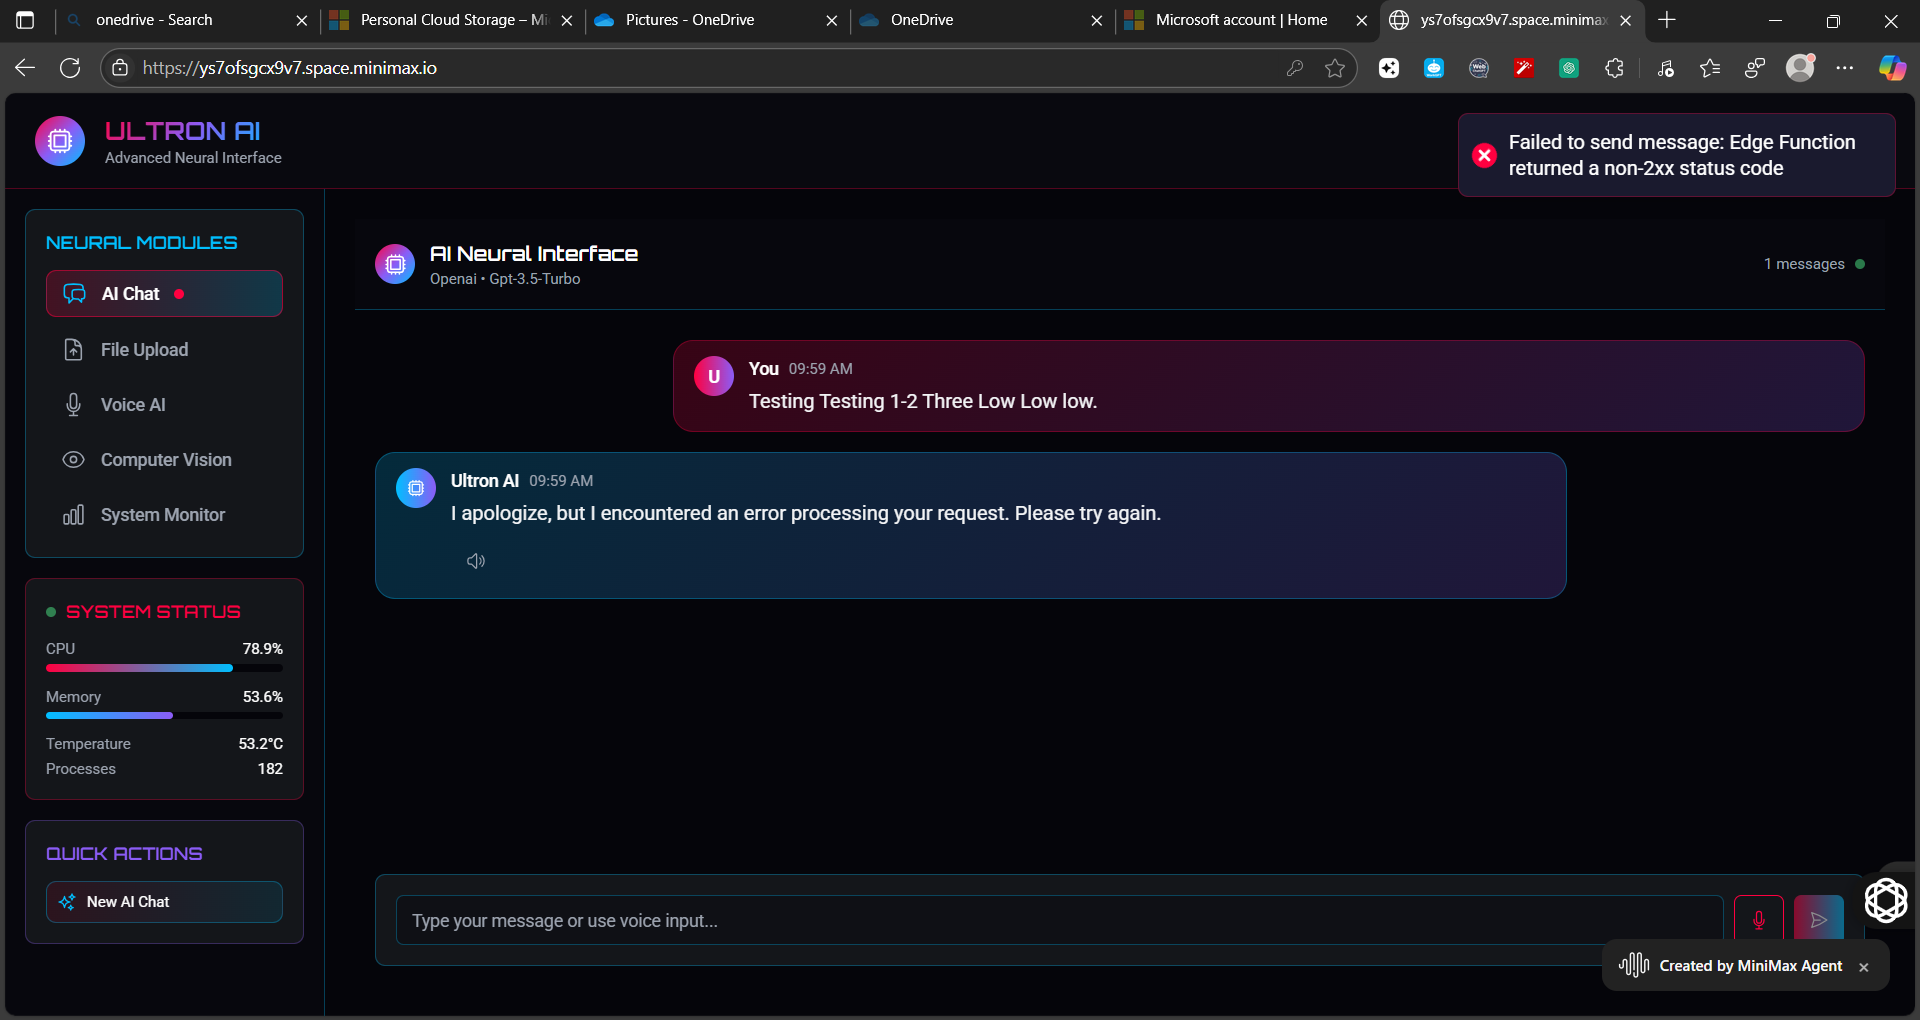 onedrive - Search
Personal Cloud Storage – Mi
Pictures - OneDrive
OneDrive
Microsoft account | Home
ys7ofsgcx9v7.space.minimax
https://ys7ofsgcx9v7.space.minimax.io
ULTRON AI
Advanced Neural Interface
Failed to send message: Edge Function
returned a non-2xx status code
NEURAL MODULES
AI Chat
File Upload
Voice AI
Computer Vision
System Monitor
SYSTEM STATUS
CPU 78.9%
Memory 53.6%
Temperature 53.2°C
Processes 182
QUICK ACTIONS
New AI Chat
AI Neural Interface
Openai • Gpt-3.5-Turbo
1 messages
U
You 09:59 AM
Testing Testing 1-2 Three Low Low low.
Ultron AI 09:59 AM
I apologize, but I encountered an error processing your request. Please try again.
Type your message or use voice input...
Created by MiniMax Agent